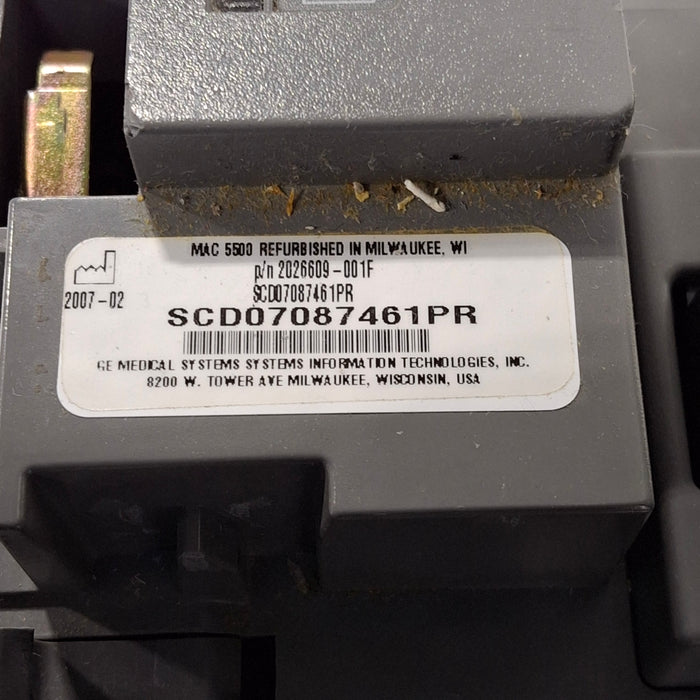 MAC 5500 REFURBISHED IN MILWAUKEE, WI
p/n 2026609-001F
2007-02
SCD07087461PR
SCD07087461PR
GE MEDICAL SYSTEMS SYSTEMS INFORMATION TECHNOLOGIES, INC.
8200 W. TOWER AVE MILWAUKEE, WISCONSIN, USA